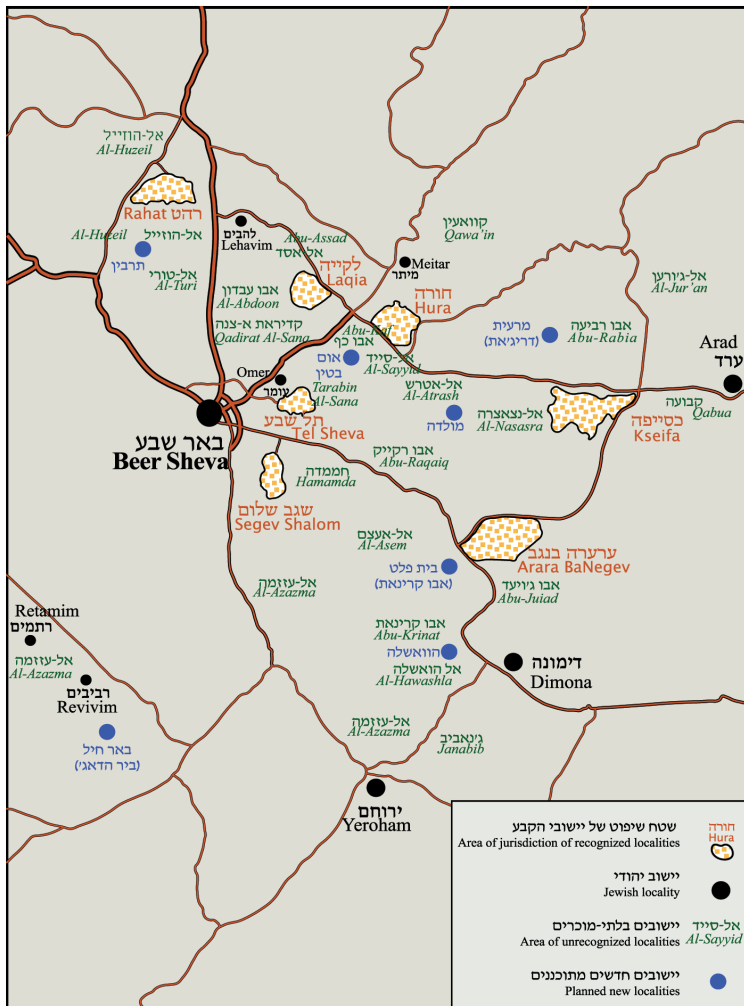 אל-הוזייל
Al-Huzeil
Rahat רהט
Al-Huzeil
אל-הוזייל
תרבין
אל-טורי
Al-Turi
להבים
Lehavim
Abu-Assad
אל אסד
לקייה
Laqia
אבו עבדון
Al-Abdoon
קדיראת א-צנה
Qadirat Al-Sana
קוואעין
Qawa'in
Meitar
מיתר
חורה
Hura
Abu-Kaf
אבו כף
אל-סייד
Al-Sayyid
אום
בטין
Tarabin
Al-Sana
Omer
עומר
תל שבע
Tel Sheva
באר שבע
Beer Sheva
אל-ג'ורען
Al-Jur'an
מרעית
(דריג'את)
אבו רביעה
Abu-Rabia
Arad
ערד
אל-אטרש
Al-Atrash
מולדה
אל-נצאצרה
Al-Nasasra
קבועה
Qabua
כסייפה
Kseifa
אבו רקייק
Abu-Raqaiq
חממדה
Hamamda
שגב שלום
Segev Shalom
אל-אעצם
Al-Asem
ערערה בנגב
Arara BaNegev
בית פלט
(אבו קרינאת)
אל-עזזמה
Al-Azazma
אבו ג'ויעד
Abu-Juiad
Retamim
רתמים
אבו קרינאת
Abu-Krinat
הוואשלה
אל הואשלה
Al-Hawashla
דימונה
Dimona
אל-עזזמה
Al-Azazma
רביבים
Revivim
באר חיל
(ביר הדאג')
אל-עזזמה
Al-Azazma
ג'נאביב
Janabib
ירוחם
Yeroham
שטח שיפוט של יישובי הקבע
Area of jurisdiction of recognized localities
חורה
Hura
יישוב יהודי
Jewish locality
יישובים בלתי-מוכרים
Area of unrecognized localities
אל-סייד
Al-Sayyid
יישובים חדשים מתוכננים
Planned new localities